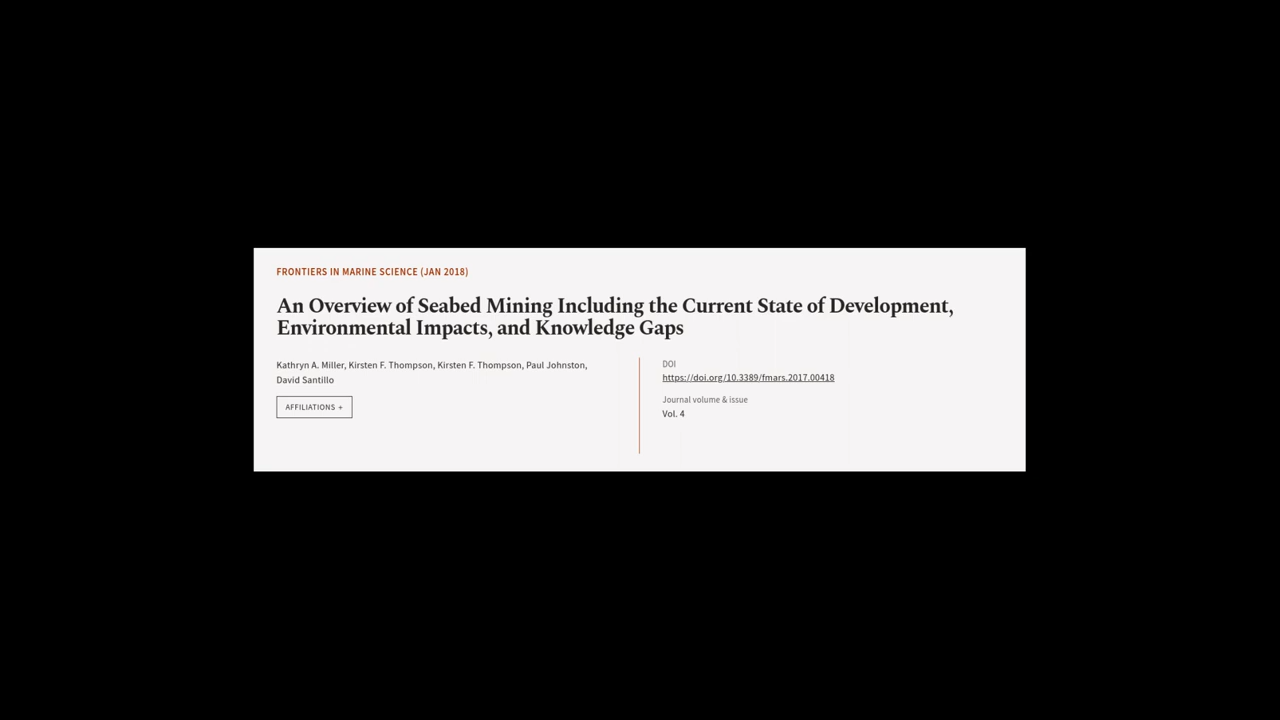 FRONTIERS IN MARINE SCIENCE (JAN 2018)
An Overview of Seabed Mining Including the Current State of Development,
Environmental Impacts, and Knowledge Gaps
Kathryn A. Miller, Kirsten F. Thompson, Kirsten F. Thompson, Paul Johnston,
David Santillo
AFFILIATIONS +
DOI
https://doi.org/10.3389/fmars.2017.00418
Journal volume & issue
Vol. 4